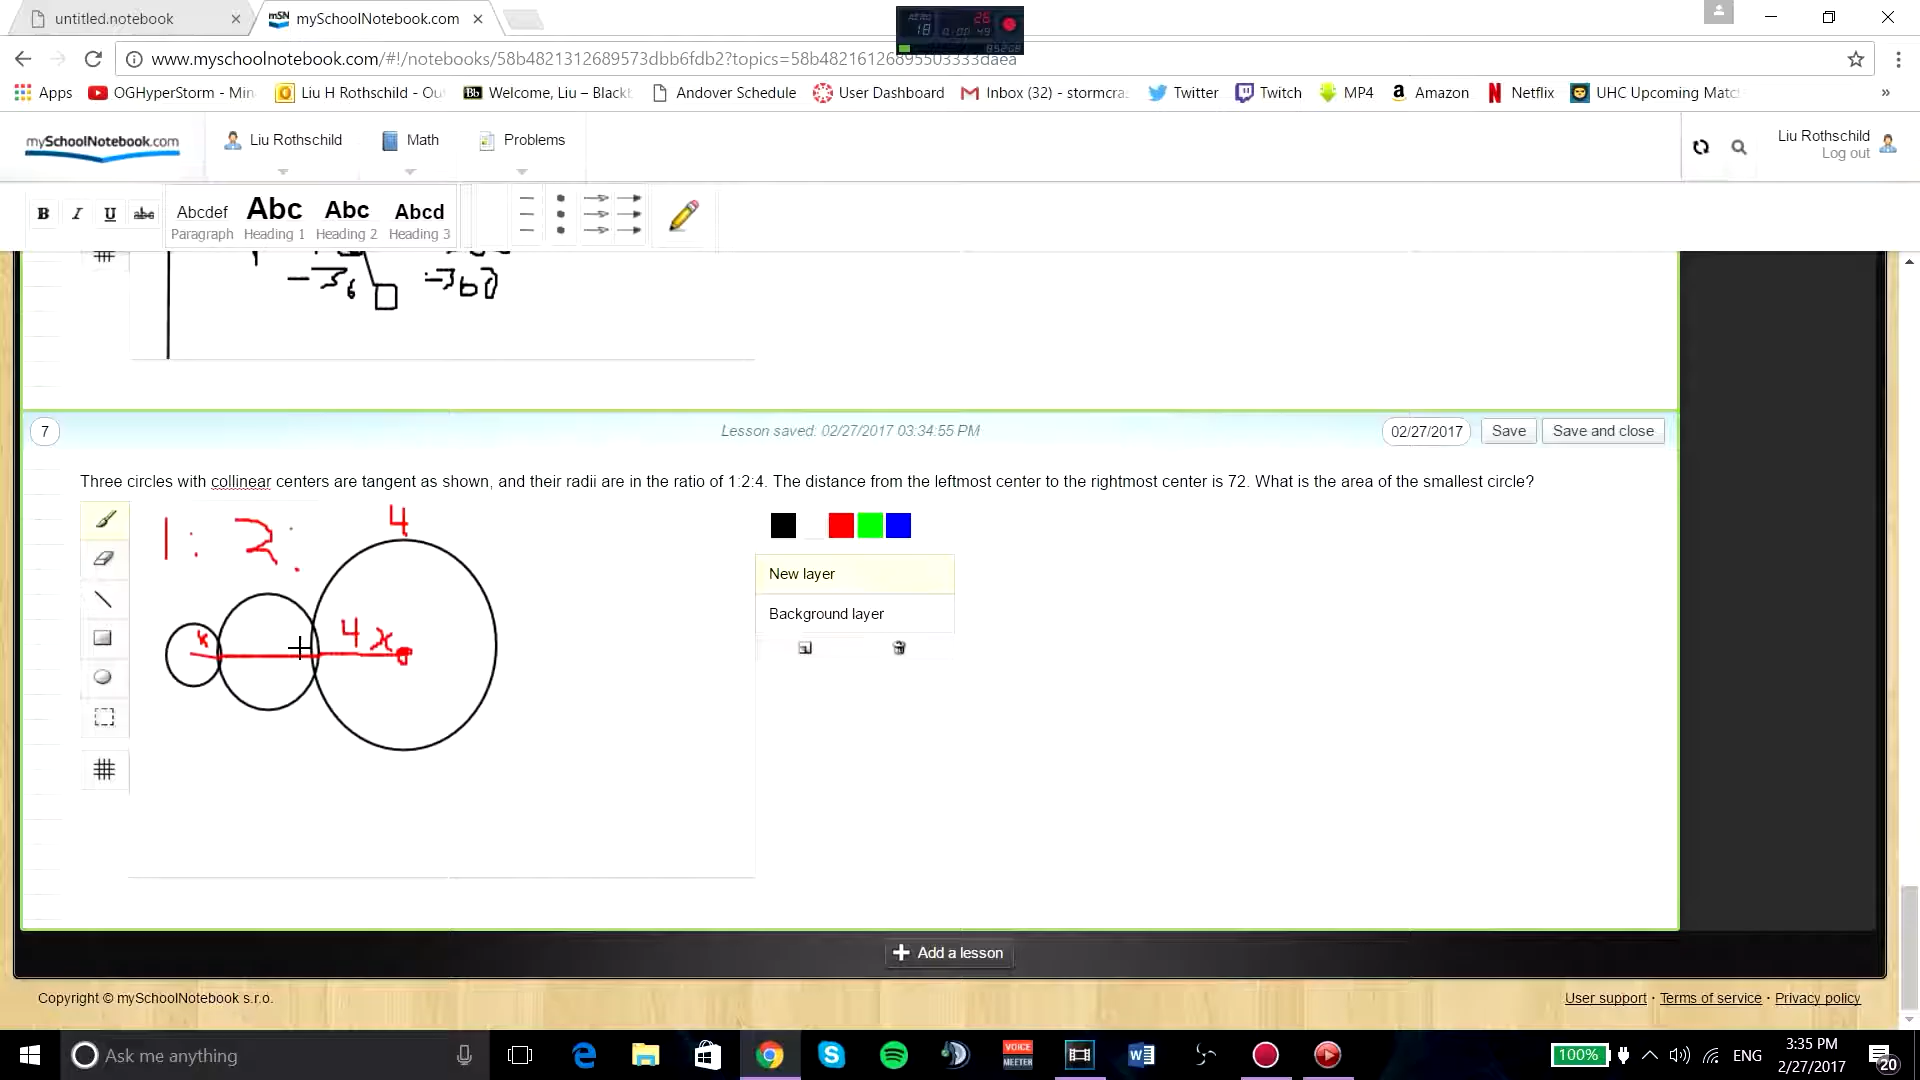 untitled.notebook
mySchoolNotebook.com
www.myschoolnotebook.com/#!/notebooks/58b4821312689573dbb6fdb2?topics=58b48216126895503333daea
Apps OGHyperStorm - Min Liu H Rothschild - Ou Welcome, Liu – Blackb Andover Schedule User Dashboard Inbox (32) - stormcra Twitter Twitch MP4 Amazon Netflix UHC Upcoming Matc »
mySchoolNotebook.com Liu Rothschild Math Problems Liu Rothschild
Log out
B I U abc Abcdef Abc Abc Abcd
Paragraph Heading 1 Heading 2 Heading 3
7 Lesson saved: 02/27/2017 03:34:55 PM 02/27/2017 Save Save and close
Three circles with collinear centers are tangent as shown, and their radii are in the ratio of 1:2:4. The distance from the leftmost center to the rightmost center is 72. What is the area of the smallest circle?
1: 2: 4
x 4x
New layer
Background layer
Add a lesson
Copyright © mySchoolNotebook s.r.o. User support · Terms of service · Privacy policy
Ask me anything VOICE MEETER 100% ENG 3:35 PM
2/27/2017 20